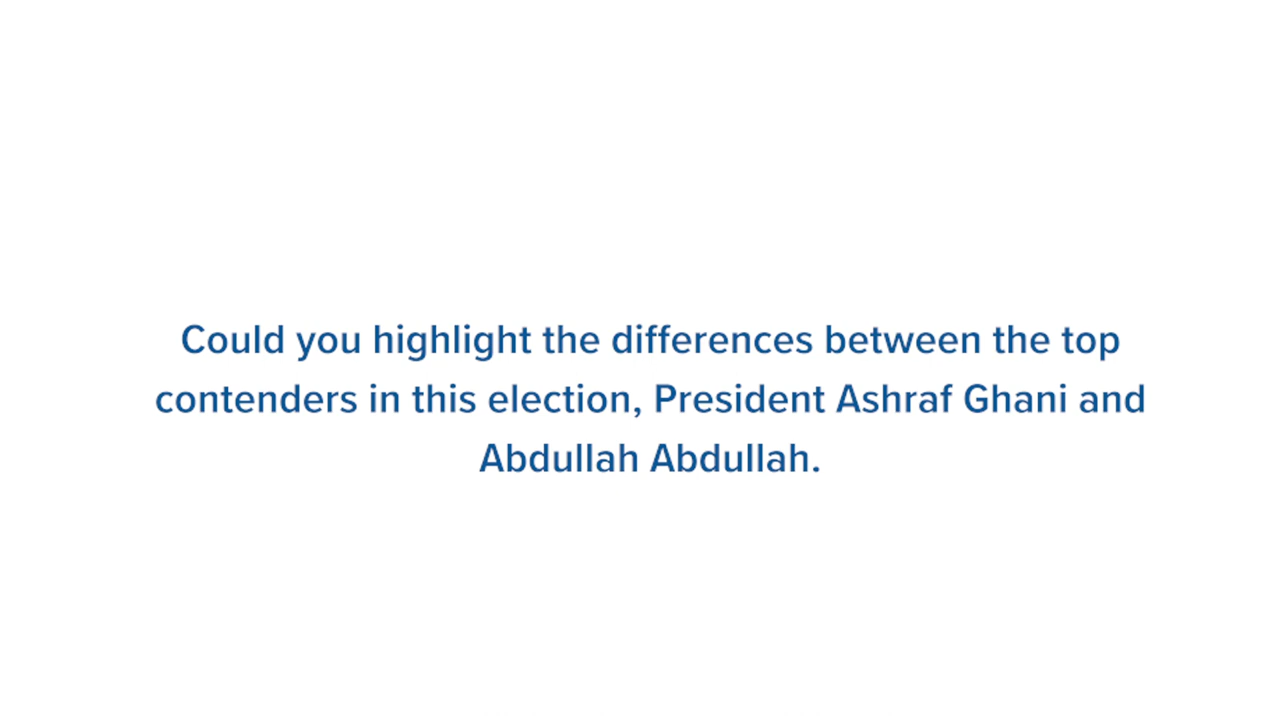 Could you highlight the differences between the top
contenders in this election, President Ashraf Ghani and
Abdullah Abdullah.